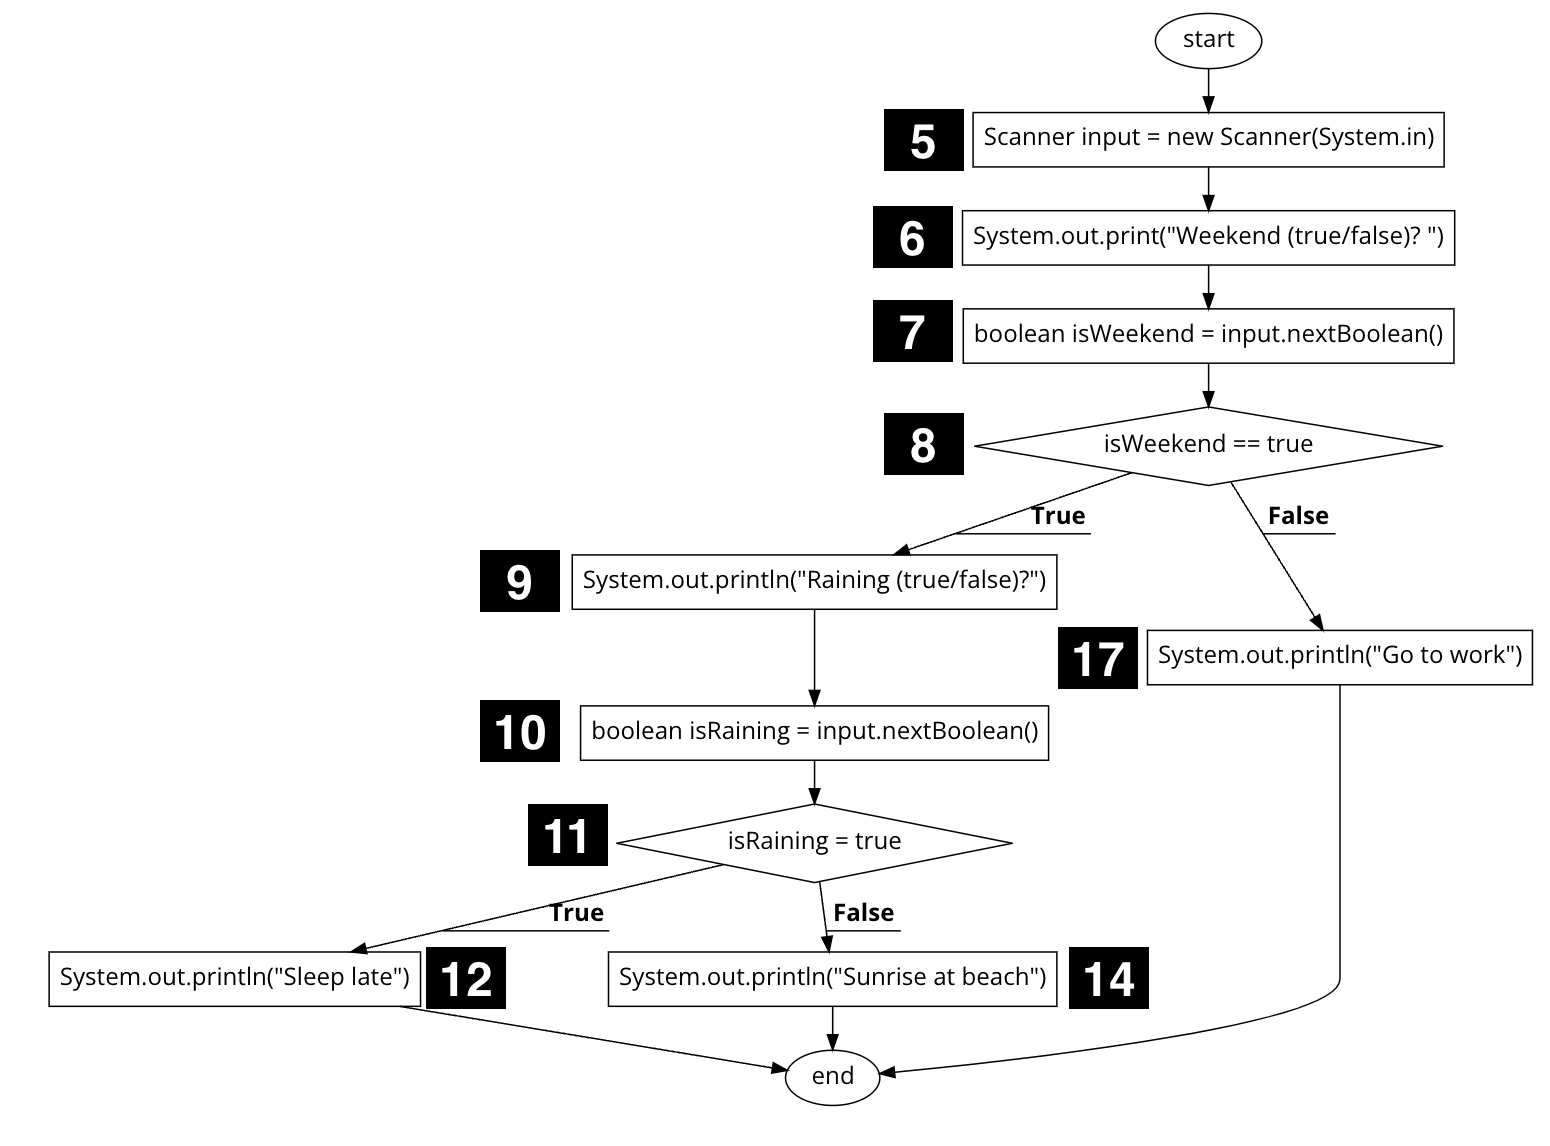 start
5
Scanner input = new Scanner(System.in)
6
System.out.print("Weekend (true/false)? ")
7
boolean isWeekend = input.nextBoolean()
8
isWeekend == true
True
False
9
System.out.println("Raining (true/false)?")
17
System.out.println("Go to work")
10
boolean isRaining = input.nextBoolean()
11
isRaining = true
True
False
System.out.println("Sleep late")
12
System.out.println("Sunrise at beach")
14
end